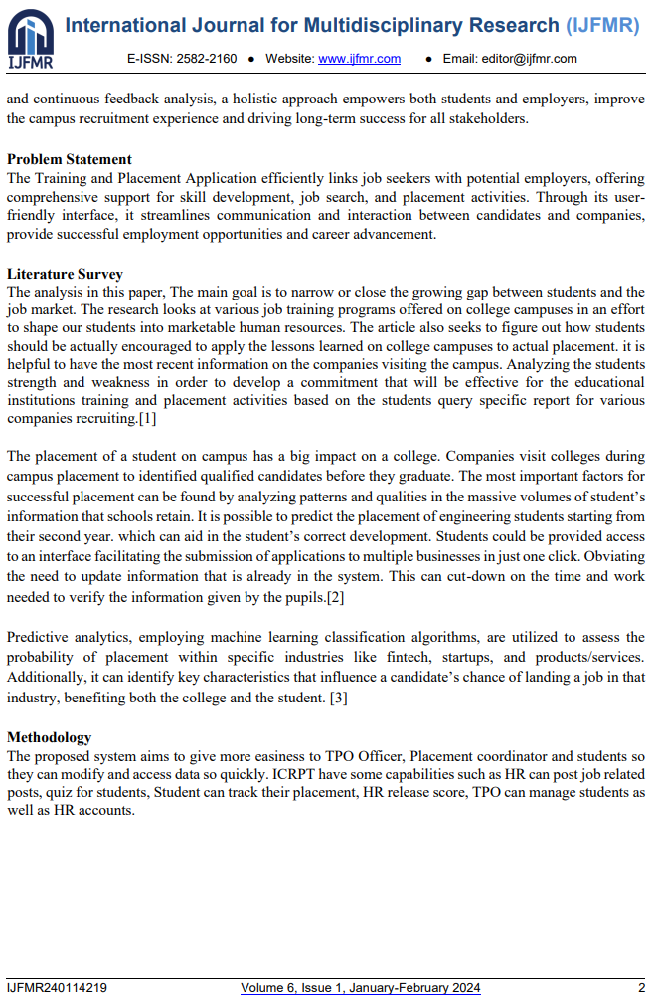 IJFMR
International Journal for Multidisciplinary Research (IJFMR)
E-ISSN: 2582-2160 ● Website: www.ijfmr.com ● Email: editor@ijfmr.com
and continuous feedback analysis, a holistic approach empowers both students and employers, improve
the campus recruitment experience and driving long-term success for all stakeholders.
Problem Statement
The Training and Placement Application efficiently links job seekers with potential employers, offering
comprehensive support for skill development, job search, and placement activities. Through its user-
friendly interface, it streamlines communication and interaction between candidates and companies,
provide successful employment opportunities and career advancement.
Literature Survey
The analysis in this paper, The main goal is to narrow or close the growing gap between students and the
job market. The research looks at various job training programs offered on college campuses in an effort
to shape our students into marketable human resources. The article also seeks to figure out how students
should be actually encouraged to apply the lessons learned on college campuses to actual placement. it is
helpful to have the most recent information on the companies visiting the campus. Analyzing the students
strength and weakness in order to develop a commitment that will be effective for the educational
institutions training and placement activities based on the students query specific report for various
companies recruiting.[1]
The placement of a student on campus has a big impact on a college. Companies visit colleges during
campus placement to identified qualified candidates before they graduate. The most important factors for
successful placement can be found by analyzing patterns and qualities in the massive volumes of student’s
information that schools retain. It is possible to predict the placement of engineering students starting from
their second year. which can aid in the student’s correct development. Students could be provided access
to an interface facilitating the submission of applications to multiple businesses in just one click. Obviating
the need to update information that is already in the system. This can cut-down on the time and work
needed to verify the information given by the pupils.[2]
Predictive analytics, employing machine learning classification algorithms, are utilized to assess the
probability of placement within specific industries like fintech, startups, and products/services.
Additionally, it can identify key characteristics that influence a candidate’s chance of landing a job in that
industry, benefiting both the college and the student. [3]
Methodology
The proposed system aims to give more easiness to TPO Officer, Placement coordinator and students so
they can modify and access data so quickly. ICRPT have some capabilities such as HR can post job related
posts, quiz for students, Student can track their placement, HR release score, TPO can manage students as
well as HR accounts.
IJFMR240114219 Volume 6, Issue 1, January-February 2024 2